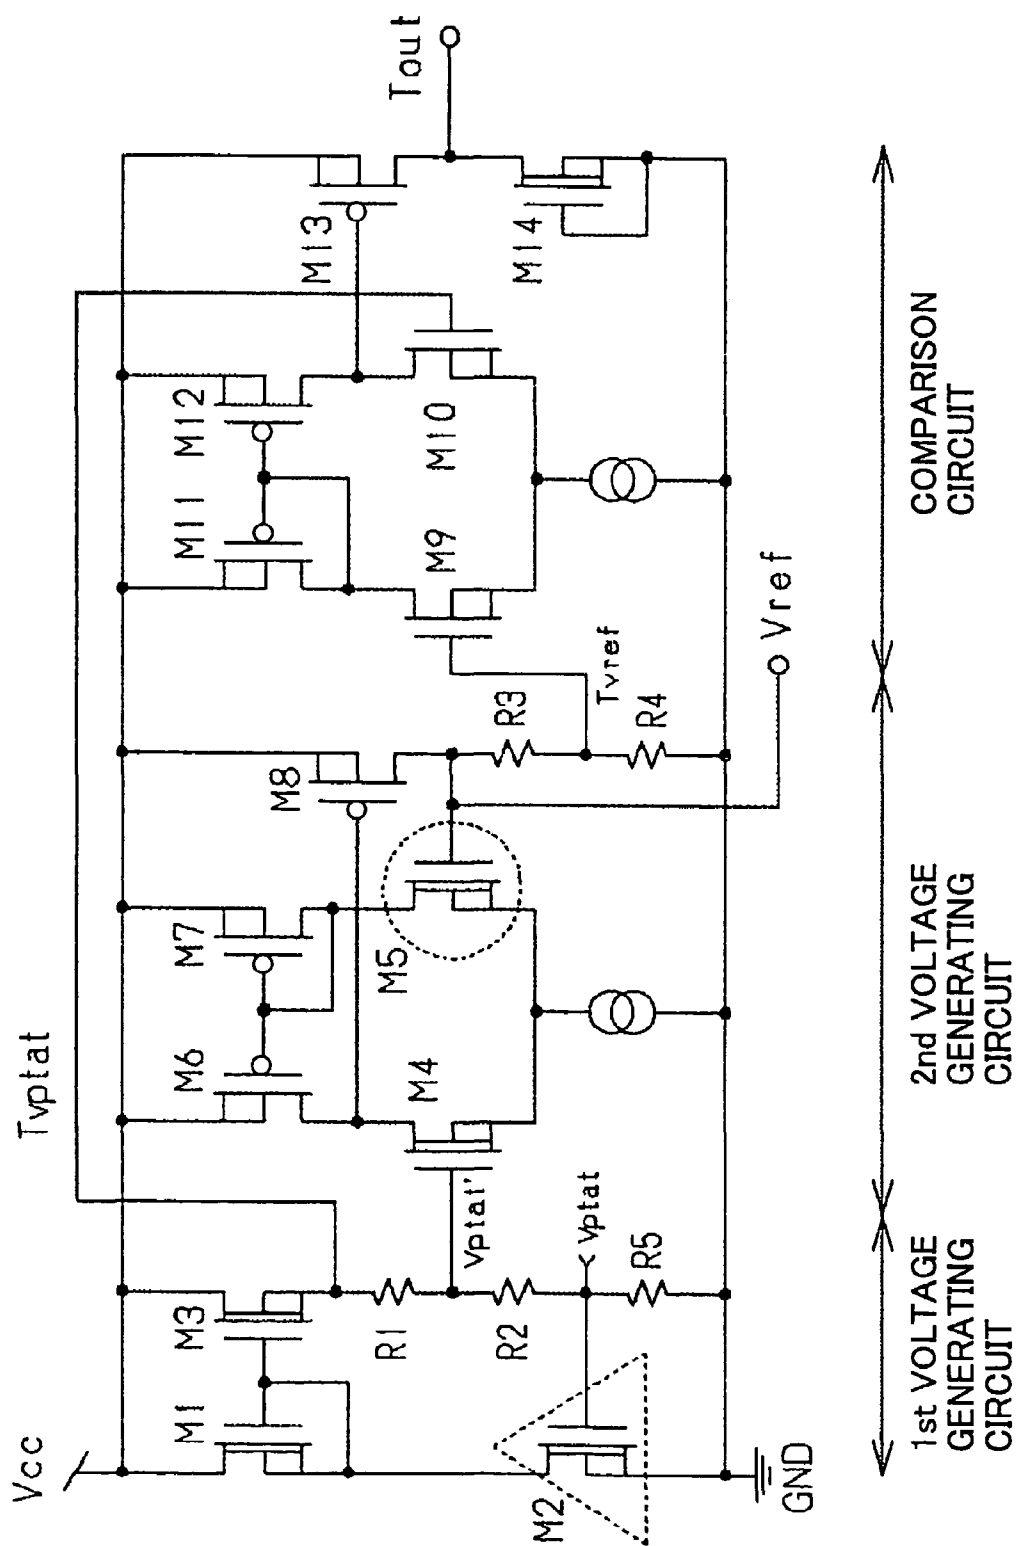 Vcc
M1
M3
Tvptat
M6
M7
M8
M11
M12
M13
Tout
R1
Vptat'
M4
M5
R3
M9
M10
M14
M2
R2
Vptat
R5
Tvref
R4
GND
Vref
1st VOLTAGE
GENERATING
CIRCUIT
2nd VOLTAGE
GENERATING
CIRCUIT
COMPARISON
CIRCUIT